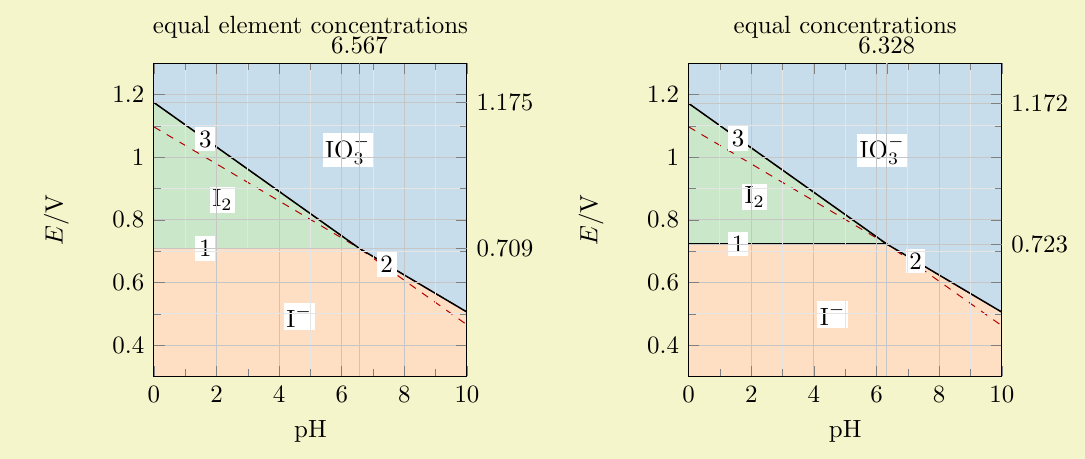 equal element concentrations
6.567
1.2
1
0.8
0.6
0.4
E/V
0
2
4
6
8
10
pH
1.175
0.709
3
IO₃⁻
I₂
1
2
I⁻
equal concentrations
6.328
1.2
1
0.8
0.6
0.4
E/V
0
2
4
6
8
10
pH
1.172
0.723
3
IO₃⁻
I₂
1
2
I⁻